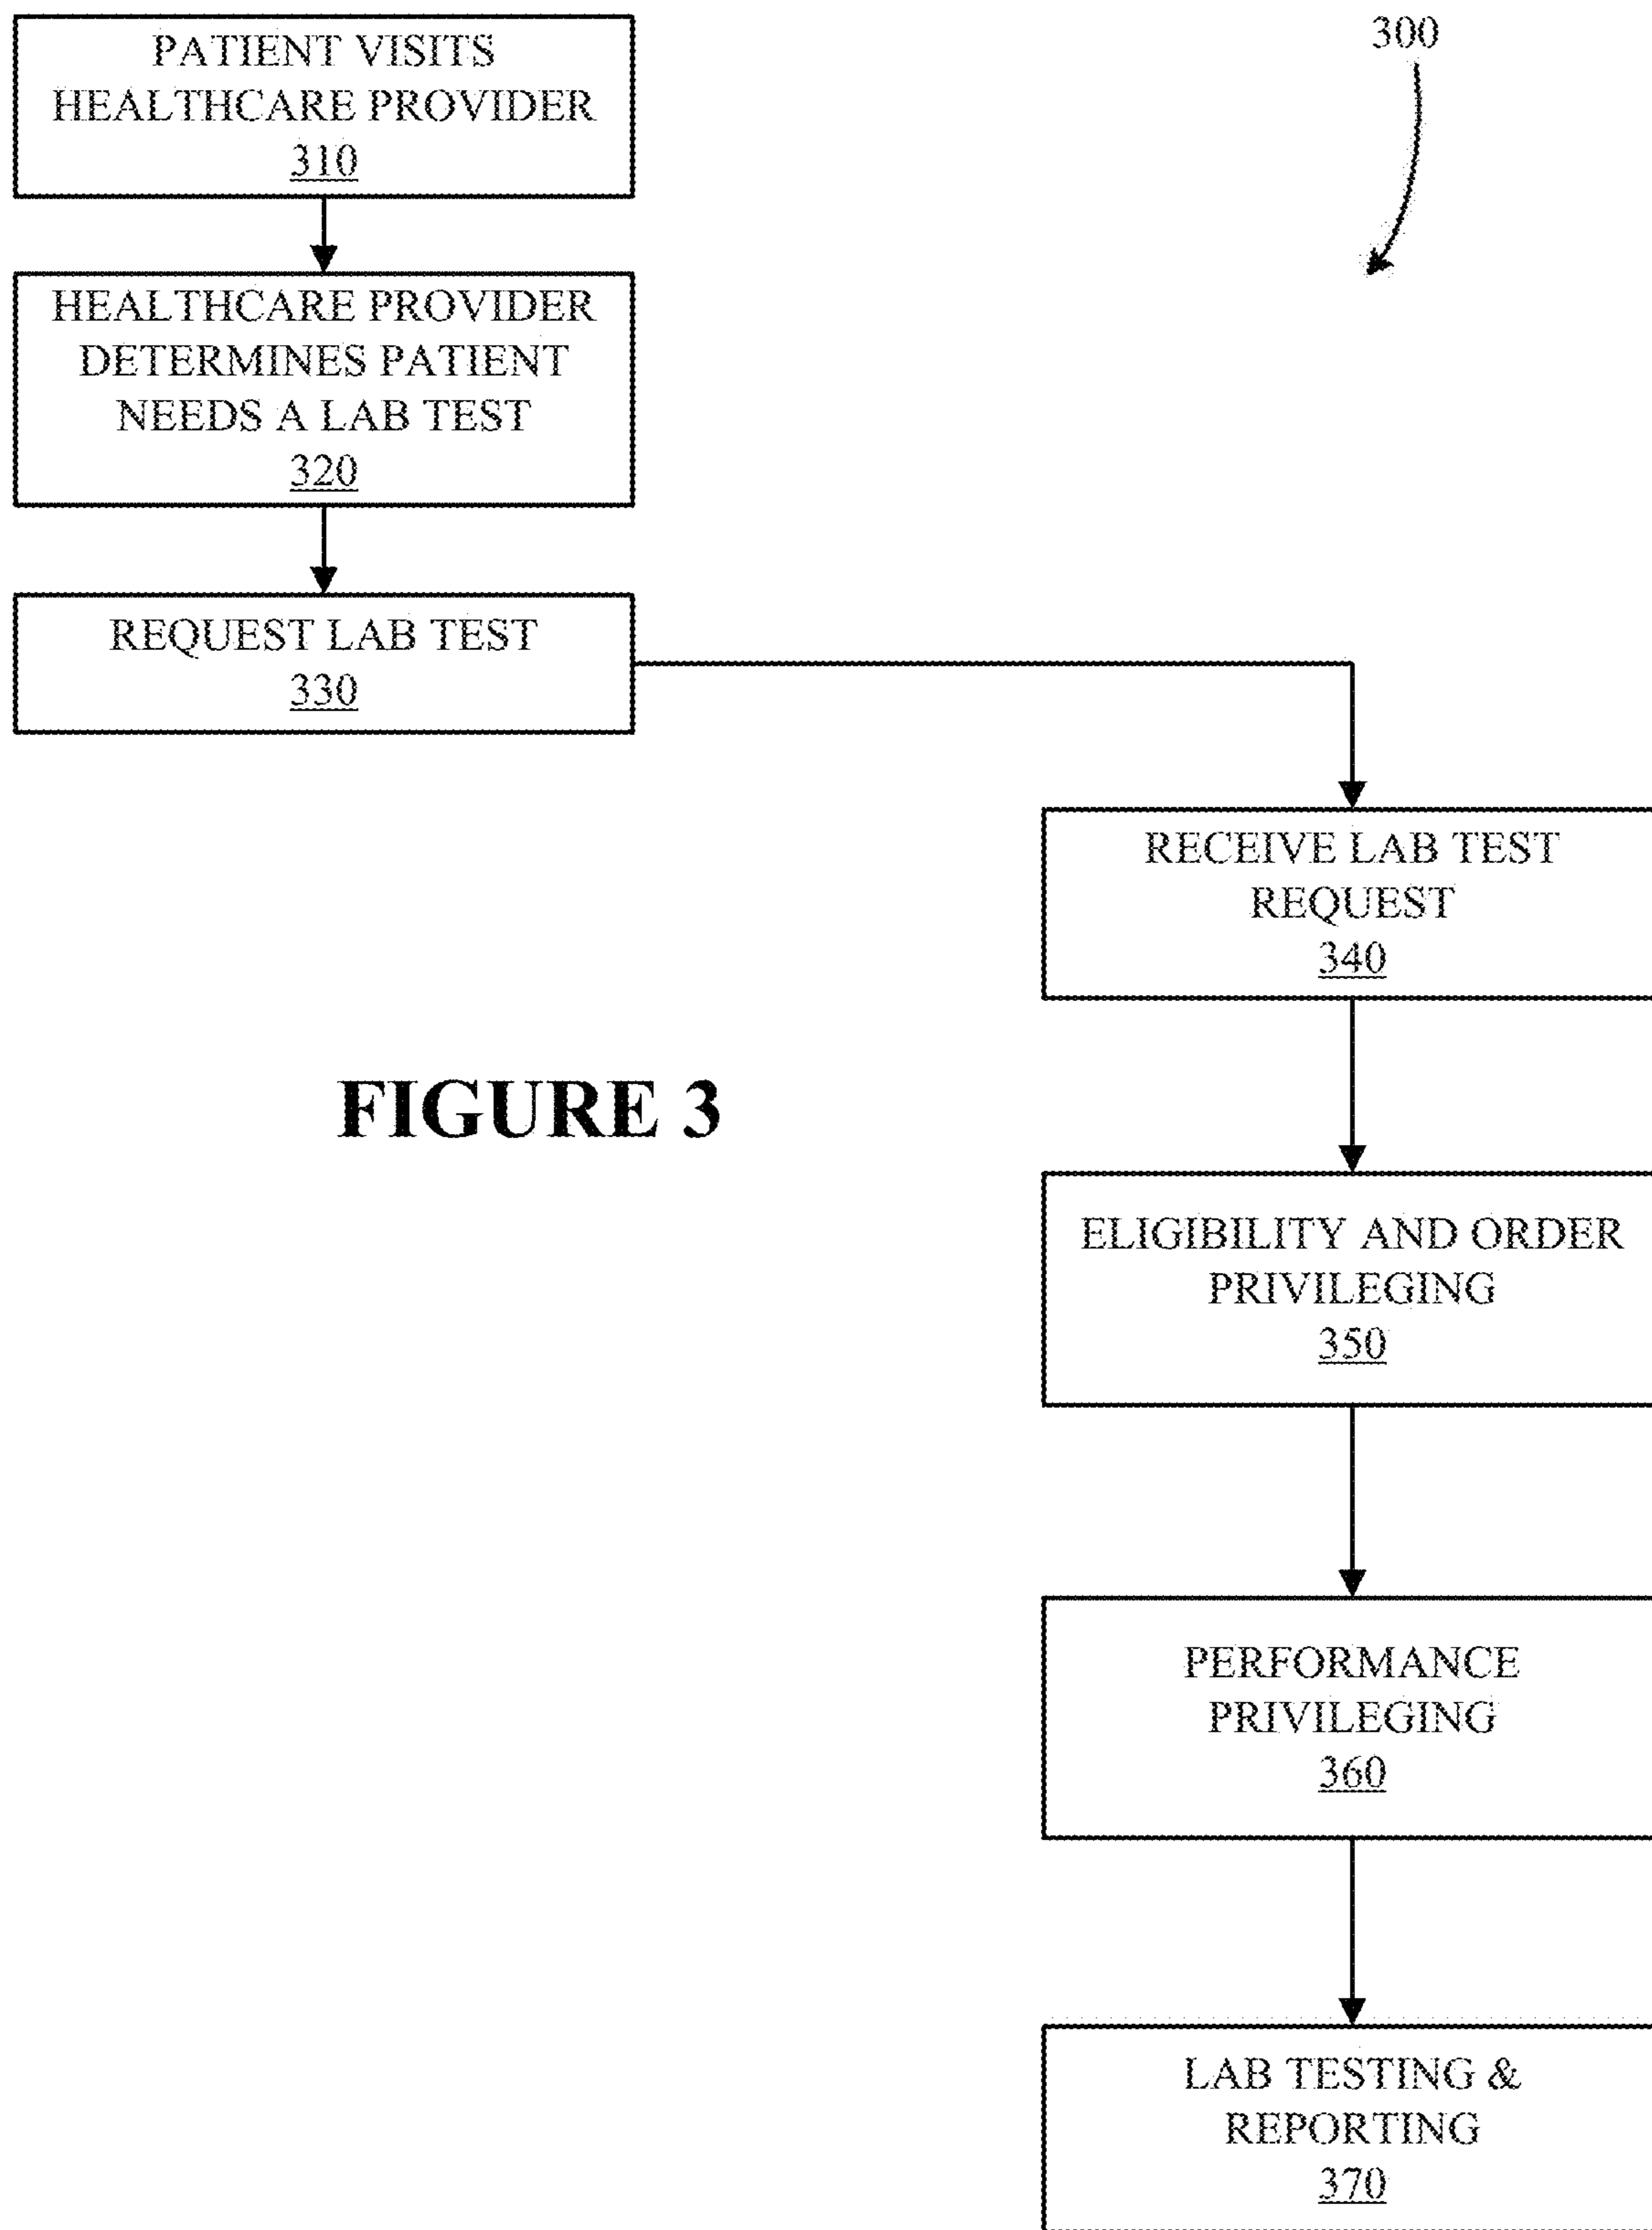 PATIENT VISITS
HEALTHCARE PROVIDER
310
300
HEALTHCARE PROVIDER
DETERMINES PATIENT
NEEDS A LAB TEST
320
REQUEST LAB TEST
330
RECEIVE LAB TEST
REQUEST
340
FIGURE 3
ELIGIBILITY AND ORDER
PRIVILEGING
350
PERFORMANCE
PRIVILEGING
360
LAB TESTING &
REPORTING
370